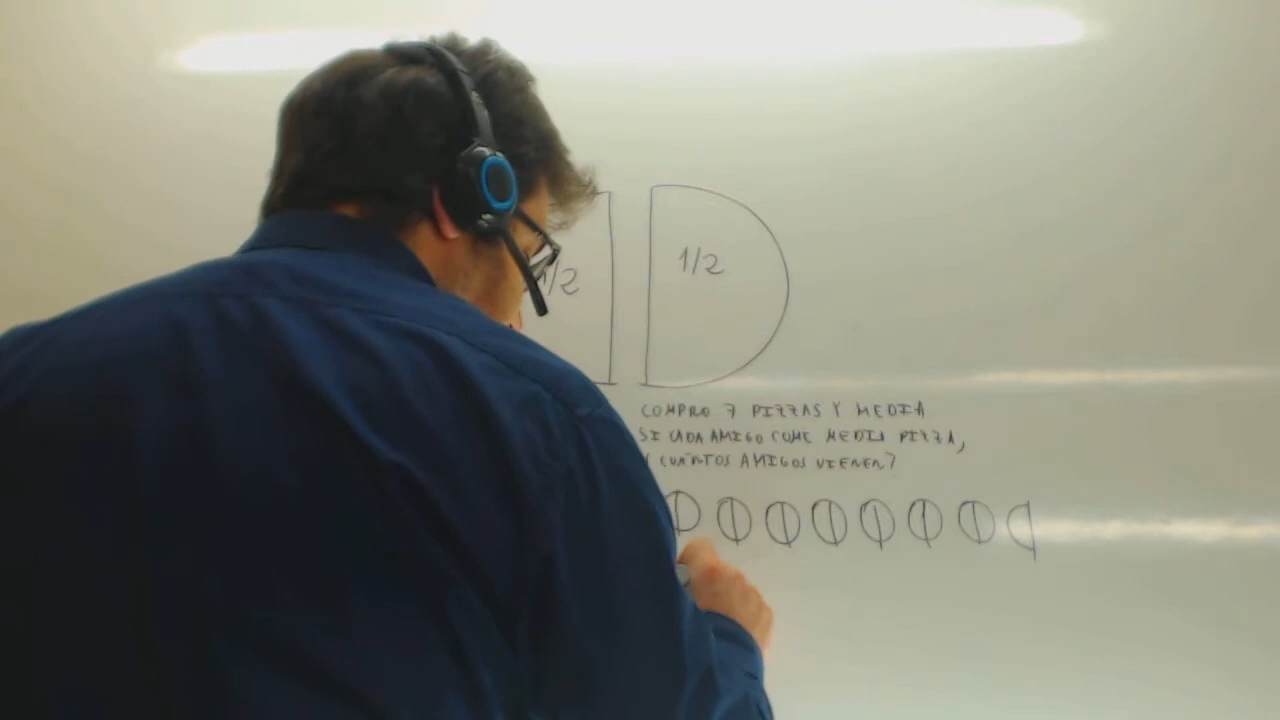 1/2
1/2
COMPRO 7 PIZZAS Y MEDIA
SI CADA AMIGO COME MEDIA PIZZA,
¿CUÁNTOS AMIGOS VIENEN?